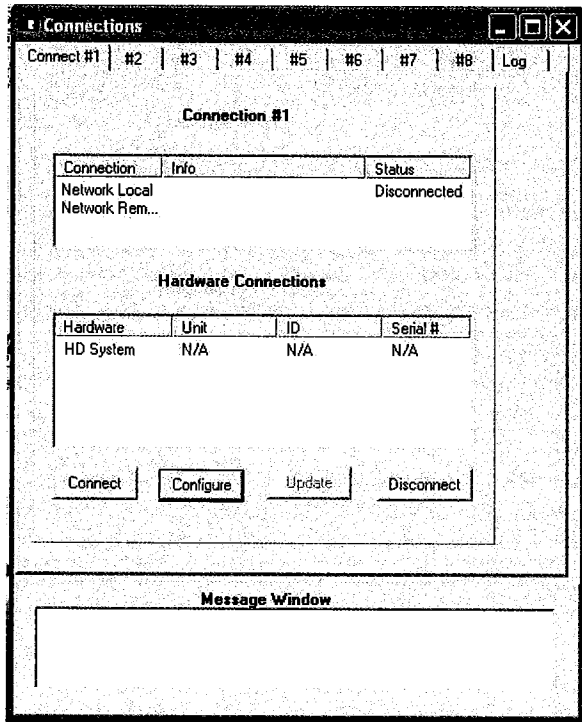 Connections
Connect #1 #2 #3 #4 #5 #6 #7 #8 Log
Connection #1
Connection Info Status
Network Local Disconnected
Network Rem...
Hardware Connections
Hardware Unit ID Serial #
HD System N/A N/A N/A
Connect Configure Update Disconnect
Message Window